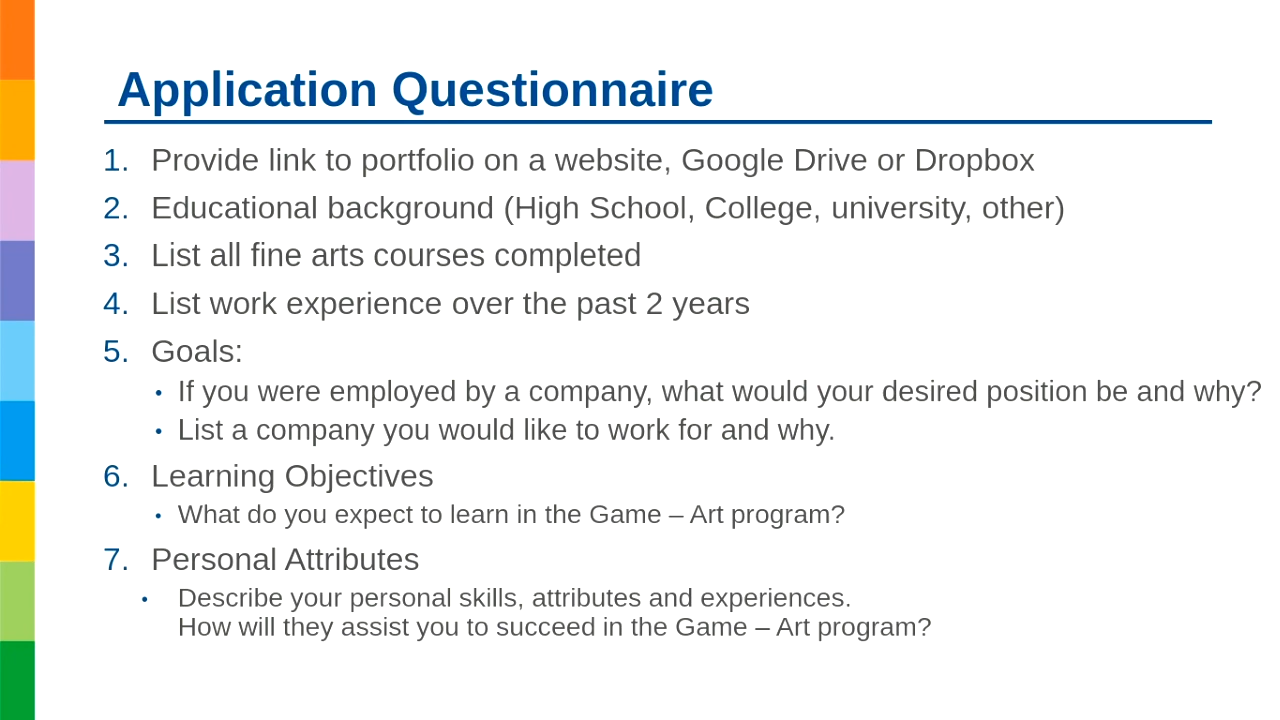 Application Questionnaire
1. Provide link to portfolio on a website, Google Drive or Dropbox
2. Educational background (High School, College, university, other)
3. List all fine arts courses completed
4. List work experience over the past 2 years
5. Goals:
• If you were employed by a company, what would your desired position be and why?
• List a company you would like to work for and why.
6. Learning Objectives
• What do you expect to learn in the Game – Art program?
7. Personal Attributes
• Describe your personal skills, attributes and experiences.
How will they assist you to succeed in the Game – Art program?